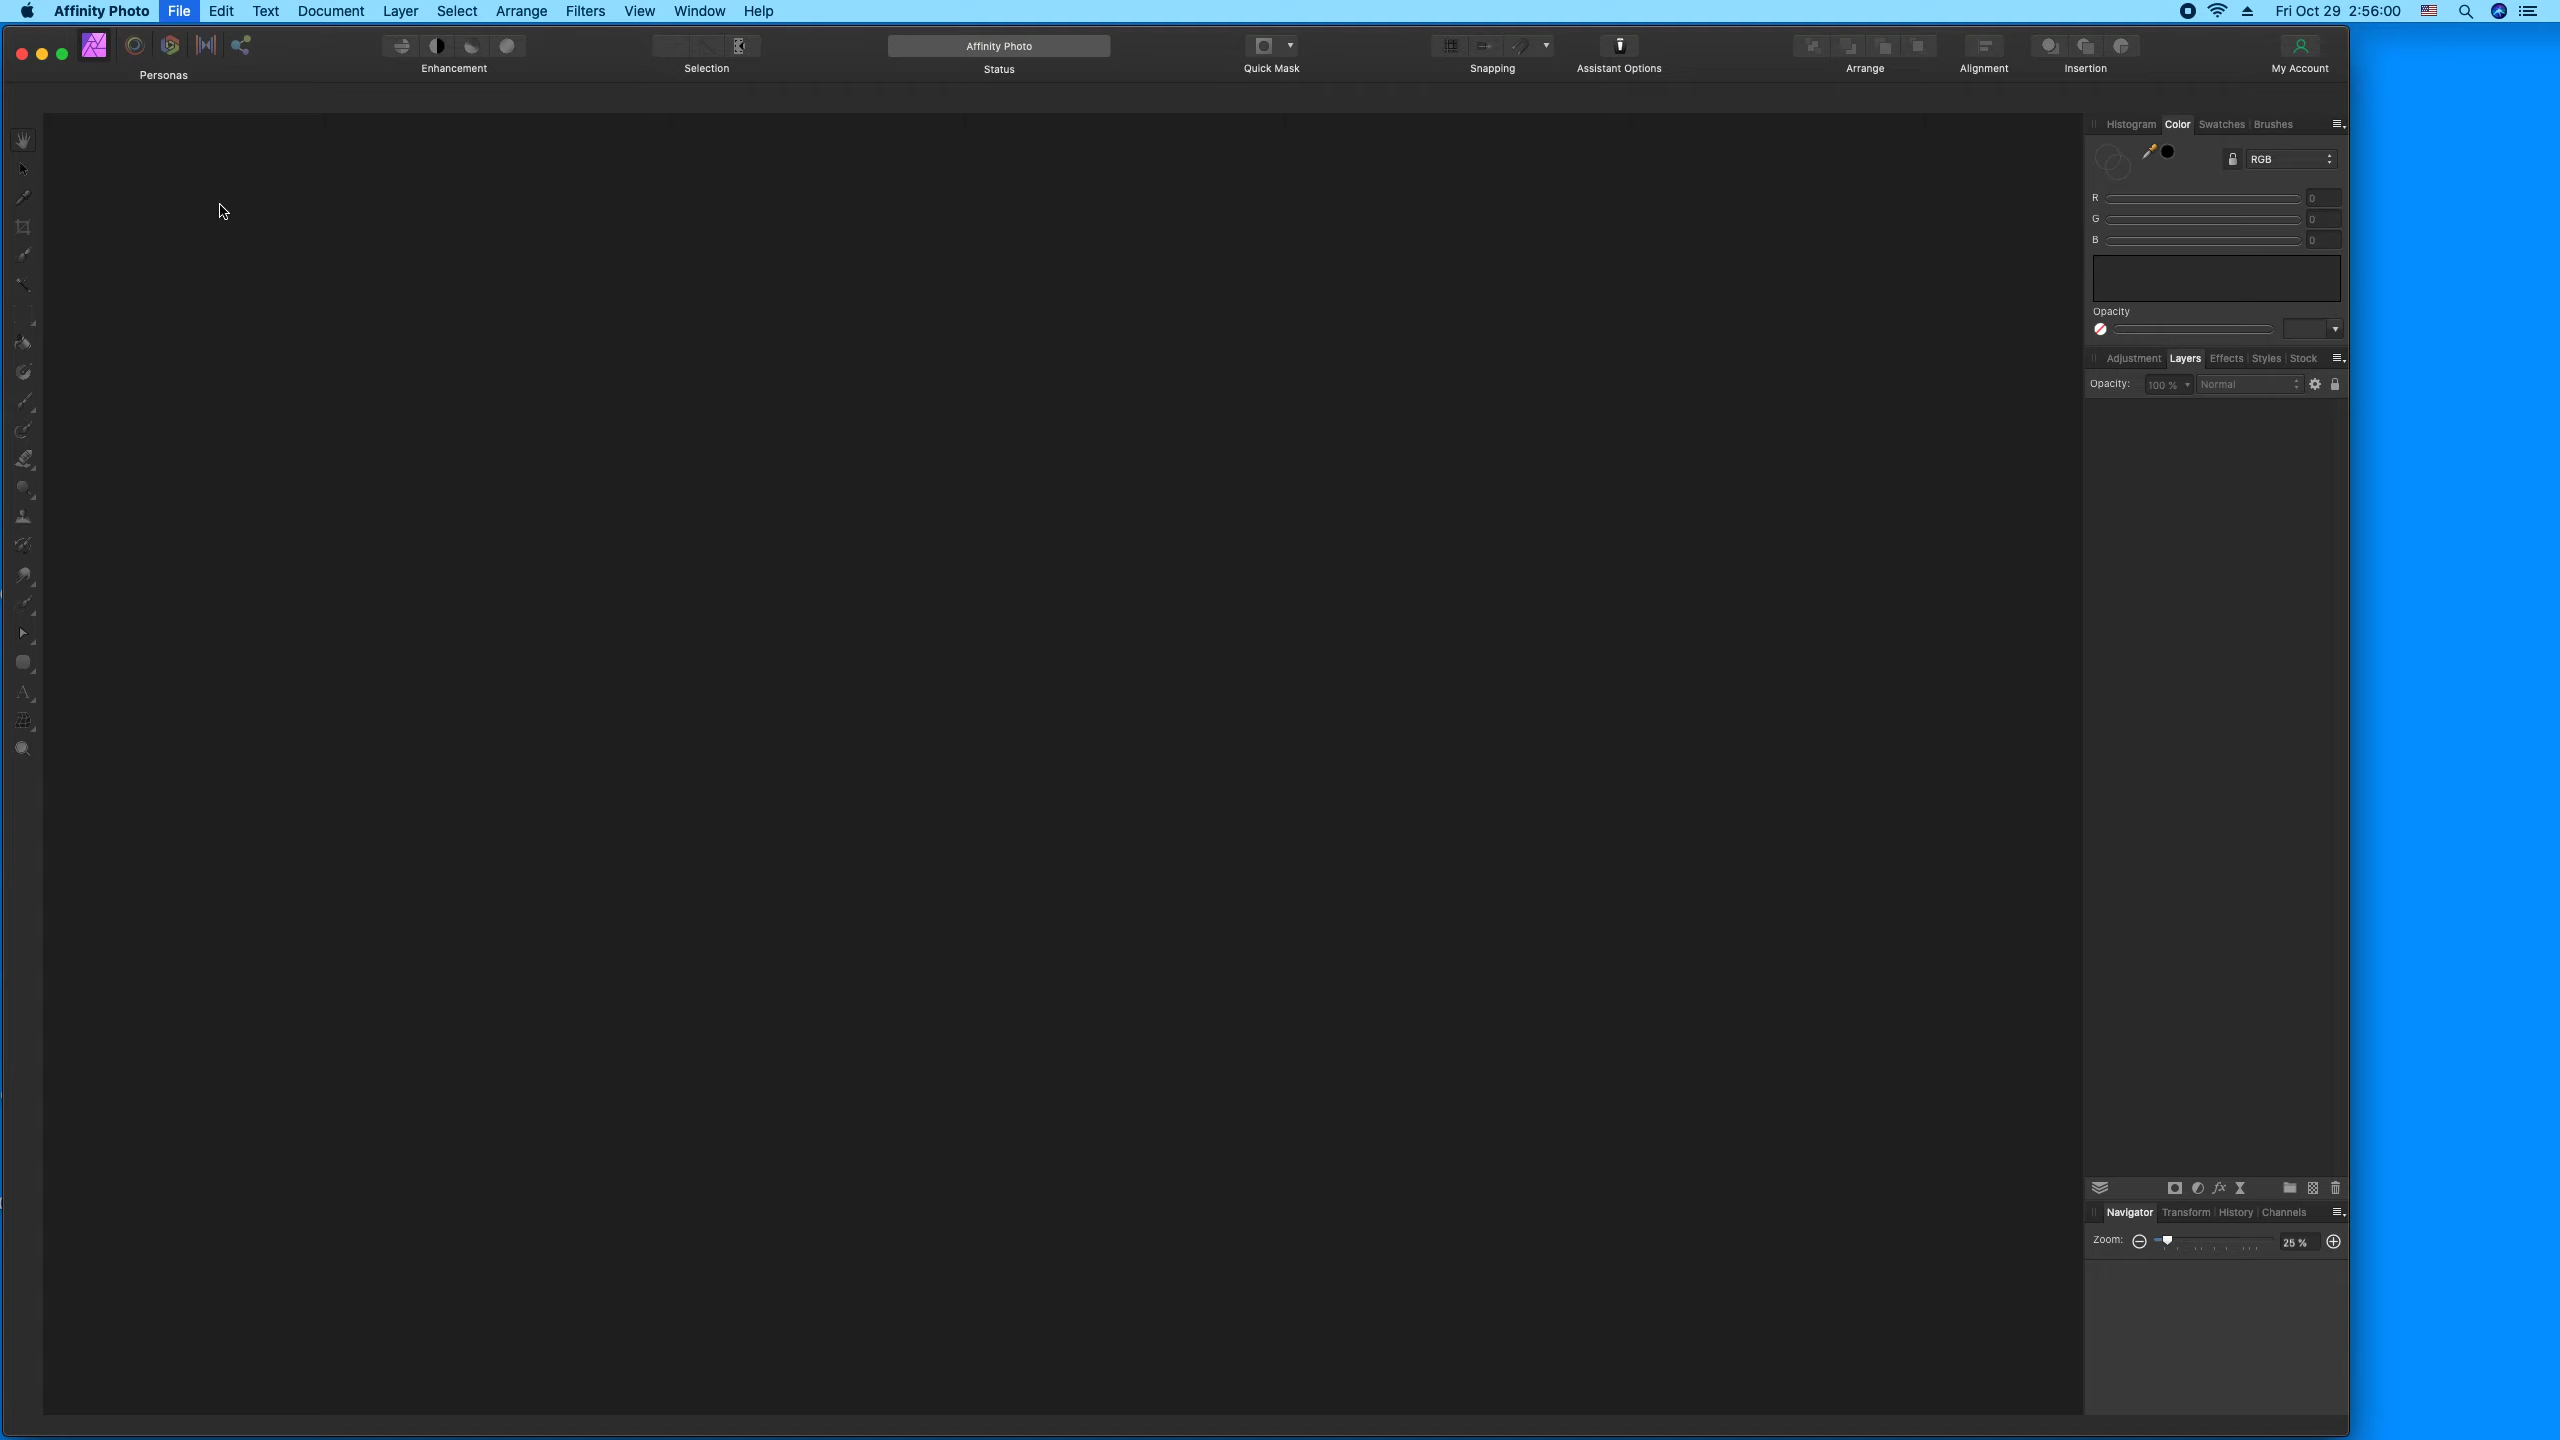 Affinity Photo File Edit Text Document Layer Select Arrange Filters View Window Help Fri Oct 29 2:56:00
Affinity Photo
Personas Enhancement Selection Status Quick Mask Snapping Assistant Options Arrange Alignment Insertion My Account
Histogram Color Swatches Brushes
RGB
R 0
G 0
B 0
Opacity
Adjustment Layers Effects Styles Stock
Opacity: 100 % Normal
fx
Navigator Transform History Channels
Zoom: 25 %